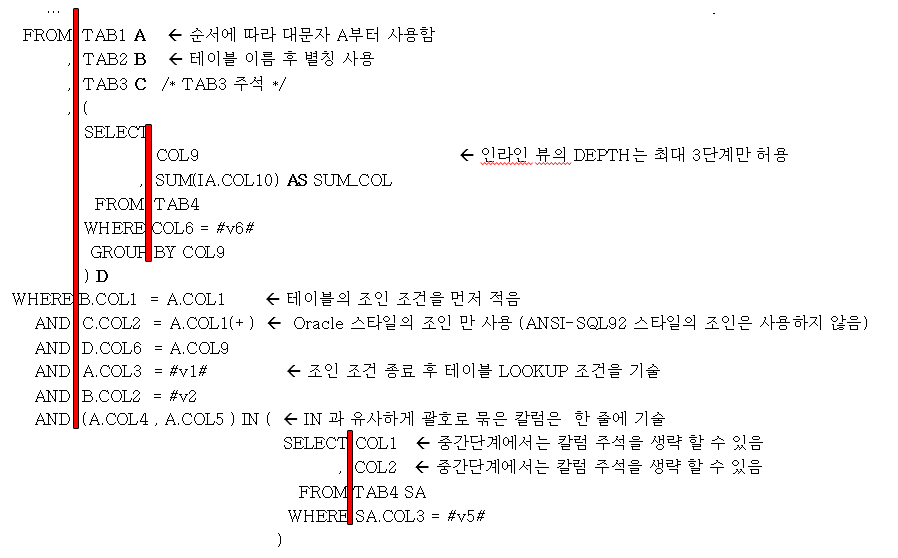 ...
FROM TAB1 A ← 순서에 따라 대문자 A부터 사용함
, TAB2 B ← 테이블 이름 후 별칭 사용
, TAB3 C /* TAB3 주석 */
, (
SELECT
COL9 ← 인라인 뷰의 DEPTH는 최대 3단계만 허용
, SUM(IA.COL10) AS SUM_COL
FROM TAB4
WHERE COL6 = #v6#
GROUP BY COL9
) D
WHERE B.COL1 = A.COL1 ← 테이블의 조인 조건을 먼저 적음
AND C.COL2 = A.COL1(+) ← Oracle 스타일의 조인 만 사용 (ANSI-SQL92 스타일의 조인은 사용하지 않음)
AND D.COL6 = A.COL9
AND A.COL3 = #v1# ← 조인 조건 종료 후 테이블 LOOKUP 조건을 기술
AND B.COL2 = #v2
AND (A.COL4 , A.COL5 ) IN ( ← IN 과 유사하게 괄호로 묶은 칼럼은 한 줄에 기술
SELECT COL1 ← 중간단계에서는 칼럼 주석을 생략 할 수 있음
, COL2 ← 중간단계에서는 칼럼 주석을 생략 할 수 있음
FROM TAB4 SA
WHERE SA.COL3 = #v5#
)